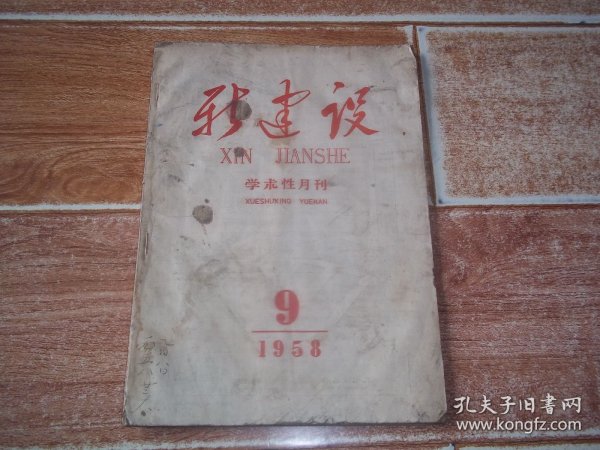 新建设
XIN JIANSHE
学术性月刊
XUESHUXING YUEKAN
9
1958
孔夫子旧书网
www.kongfz.com